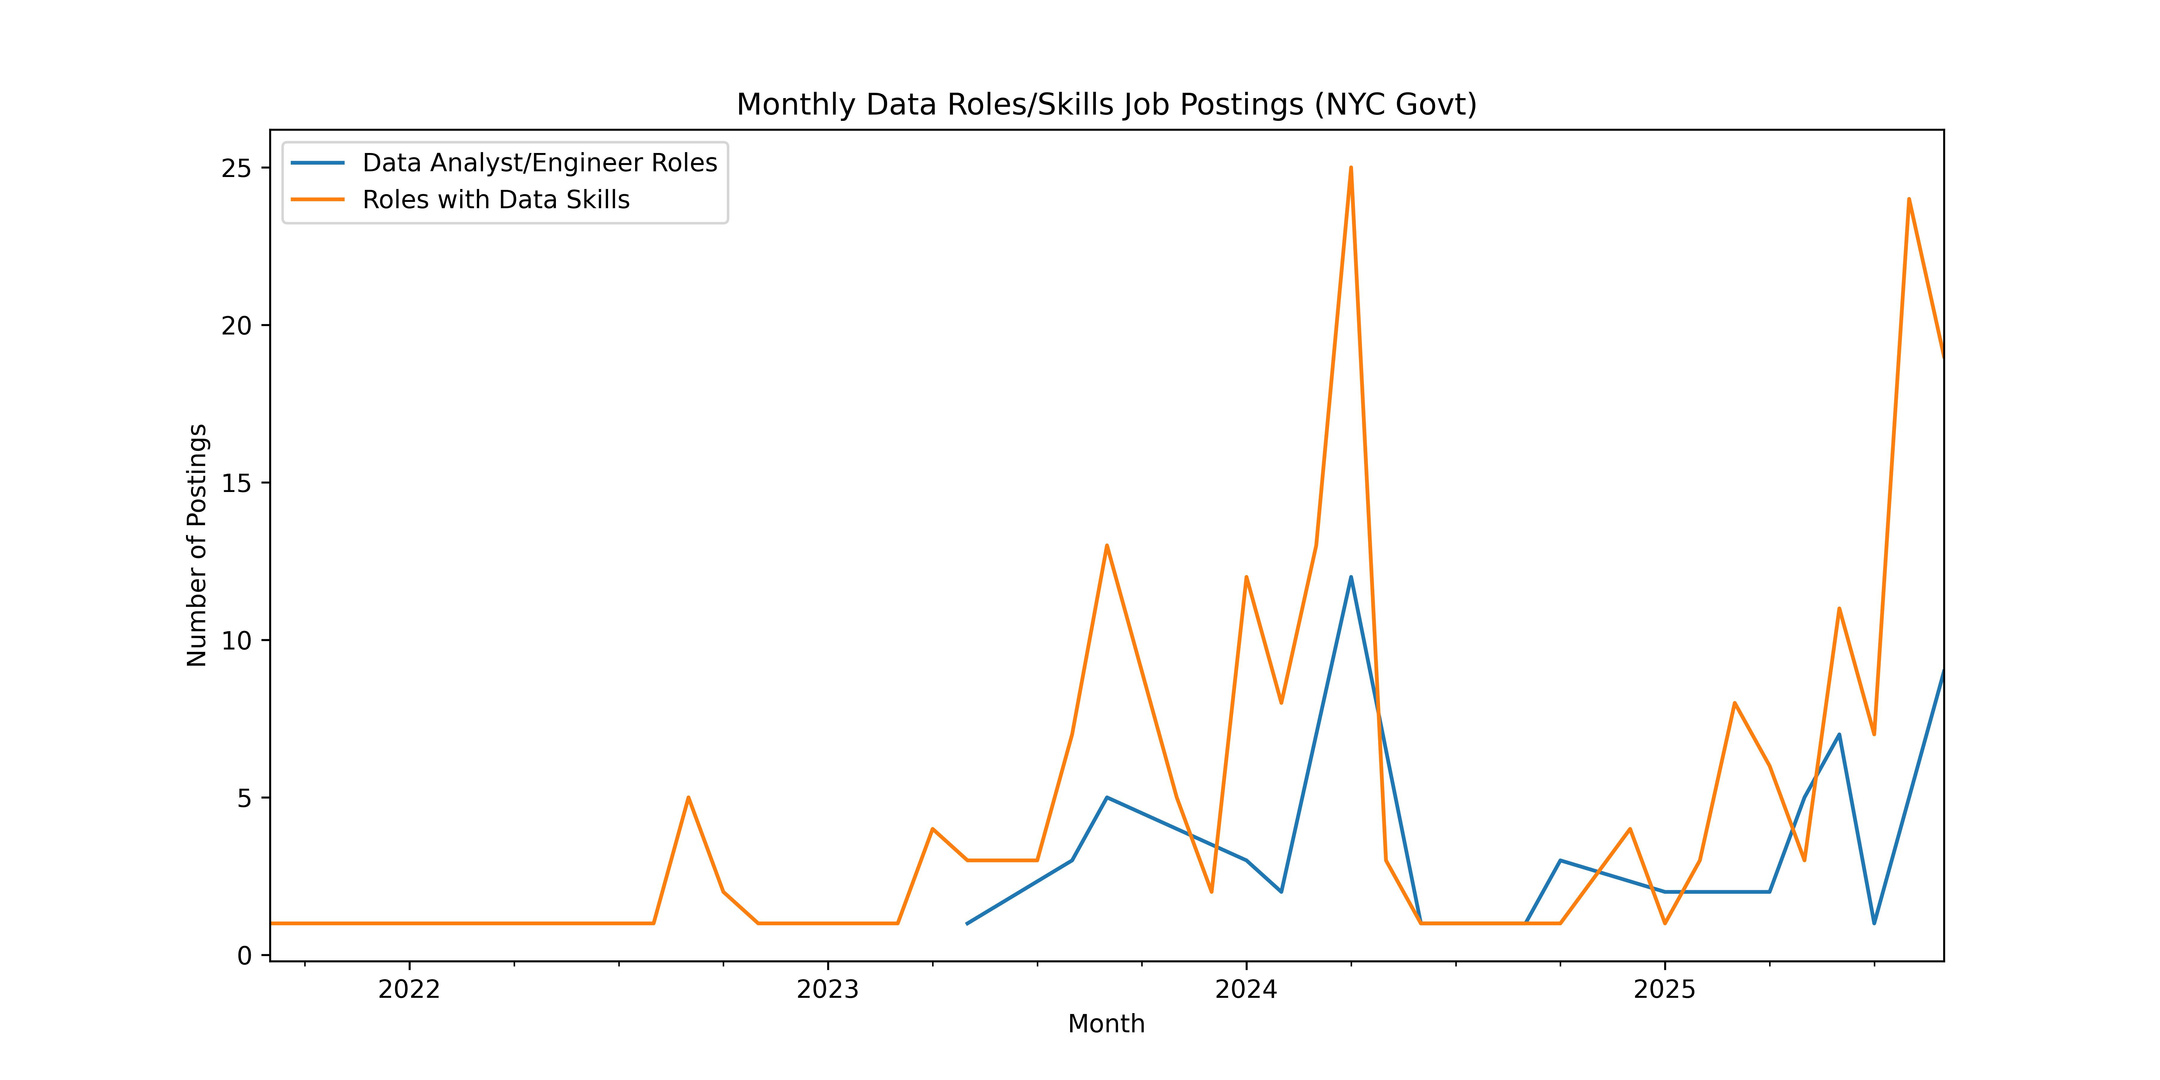 Monthly Data Roles/Skills Job Postings (NYC Govt)
Data Analyst/Engineer Roles
Roles with Data Skills
Number of Postings
25
20
15
10
5
0
2022
2023
2024
2025
Month